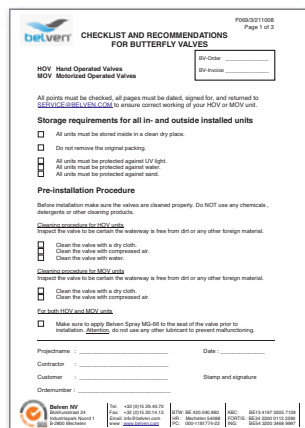 F069/3/211008
Page 1 of 3
belven
CHECKLIST AND RECOMMENDATIONS
FOR BUTTERFLY VALVES
HOV Hand Operated Valves
MOV Motorized Operated Valves
BV-Order : ____________
BV-Invoice : ____________
All points must be checked, all pages must be dated, signed for, and returned to
SERVICE@BELVEN.COM to ensure correct working of your HOV or MOV unit.
Storage requirements for all in- and outside installed units
All units must be stored inside in a clean dry place.
Do not remove the original packing.
All units must be protected against UV light.
All units must be protected against water.
All units must be protected against sand.
Pre-installation Procedure
Before installation make sure the valves are cleaned properly. Do NOT use any chemicals ,
detergents or other cleaning products.
Cleaning procedure for HOV units
Inspect the valve to be certain the waterway is free from dirt or any other foreign material.
Clean the valve with a dry cloth.
Clean the valve with compressed air.
Clean the valve with water.
Cleaning procedure for MOV units
Inspect the valve to be certain the waterway is free from dirt or any other foreign material.
Clean the valve with a dry cloth.
Clean the valve with compressed air.
For both HOV and MOV units
Make sure to apply Belven Spray MG-66 to the seat of the valve prior to
installation. Attention, do not use any other lubricant to prevent malfunctioning.
Projectname : ____________ Date : ____________
Contractor : ____________
Customer : ____________ Stamp and signature
Ordernumber : ____________
Belven NV
Industriepark Noord 1
B-2800 Mechelen